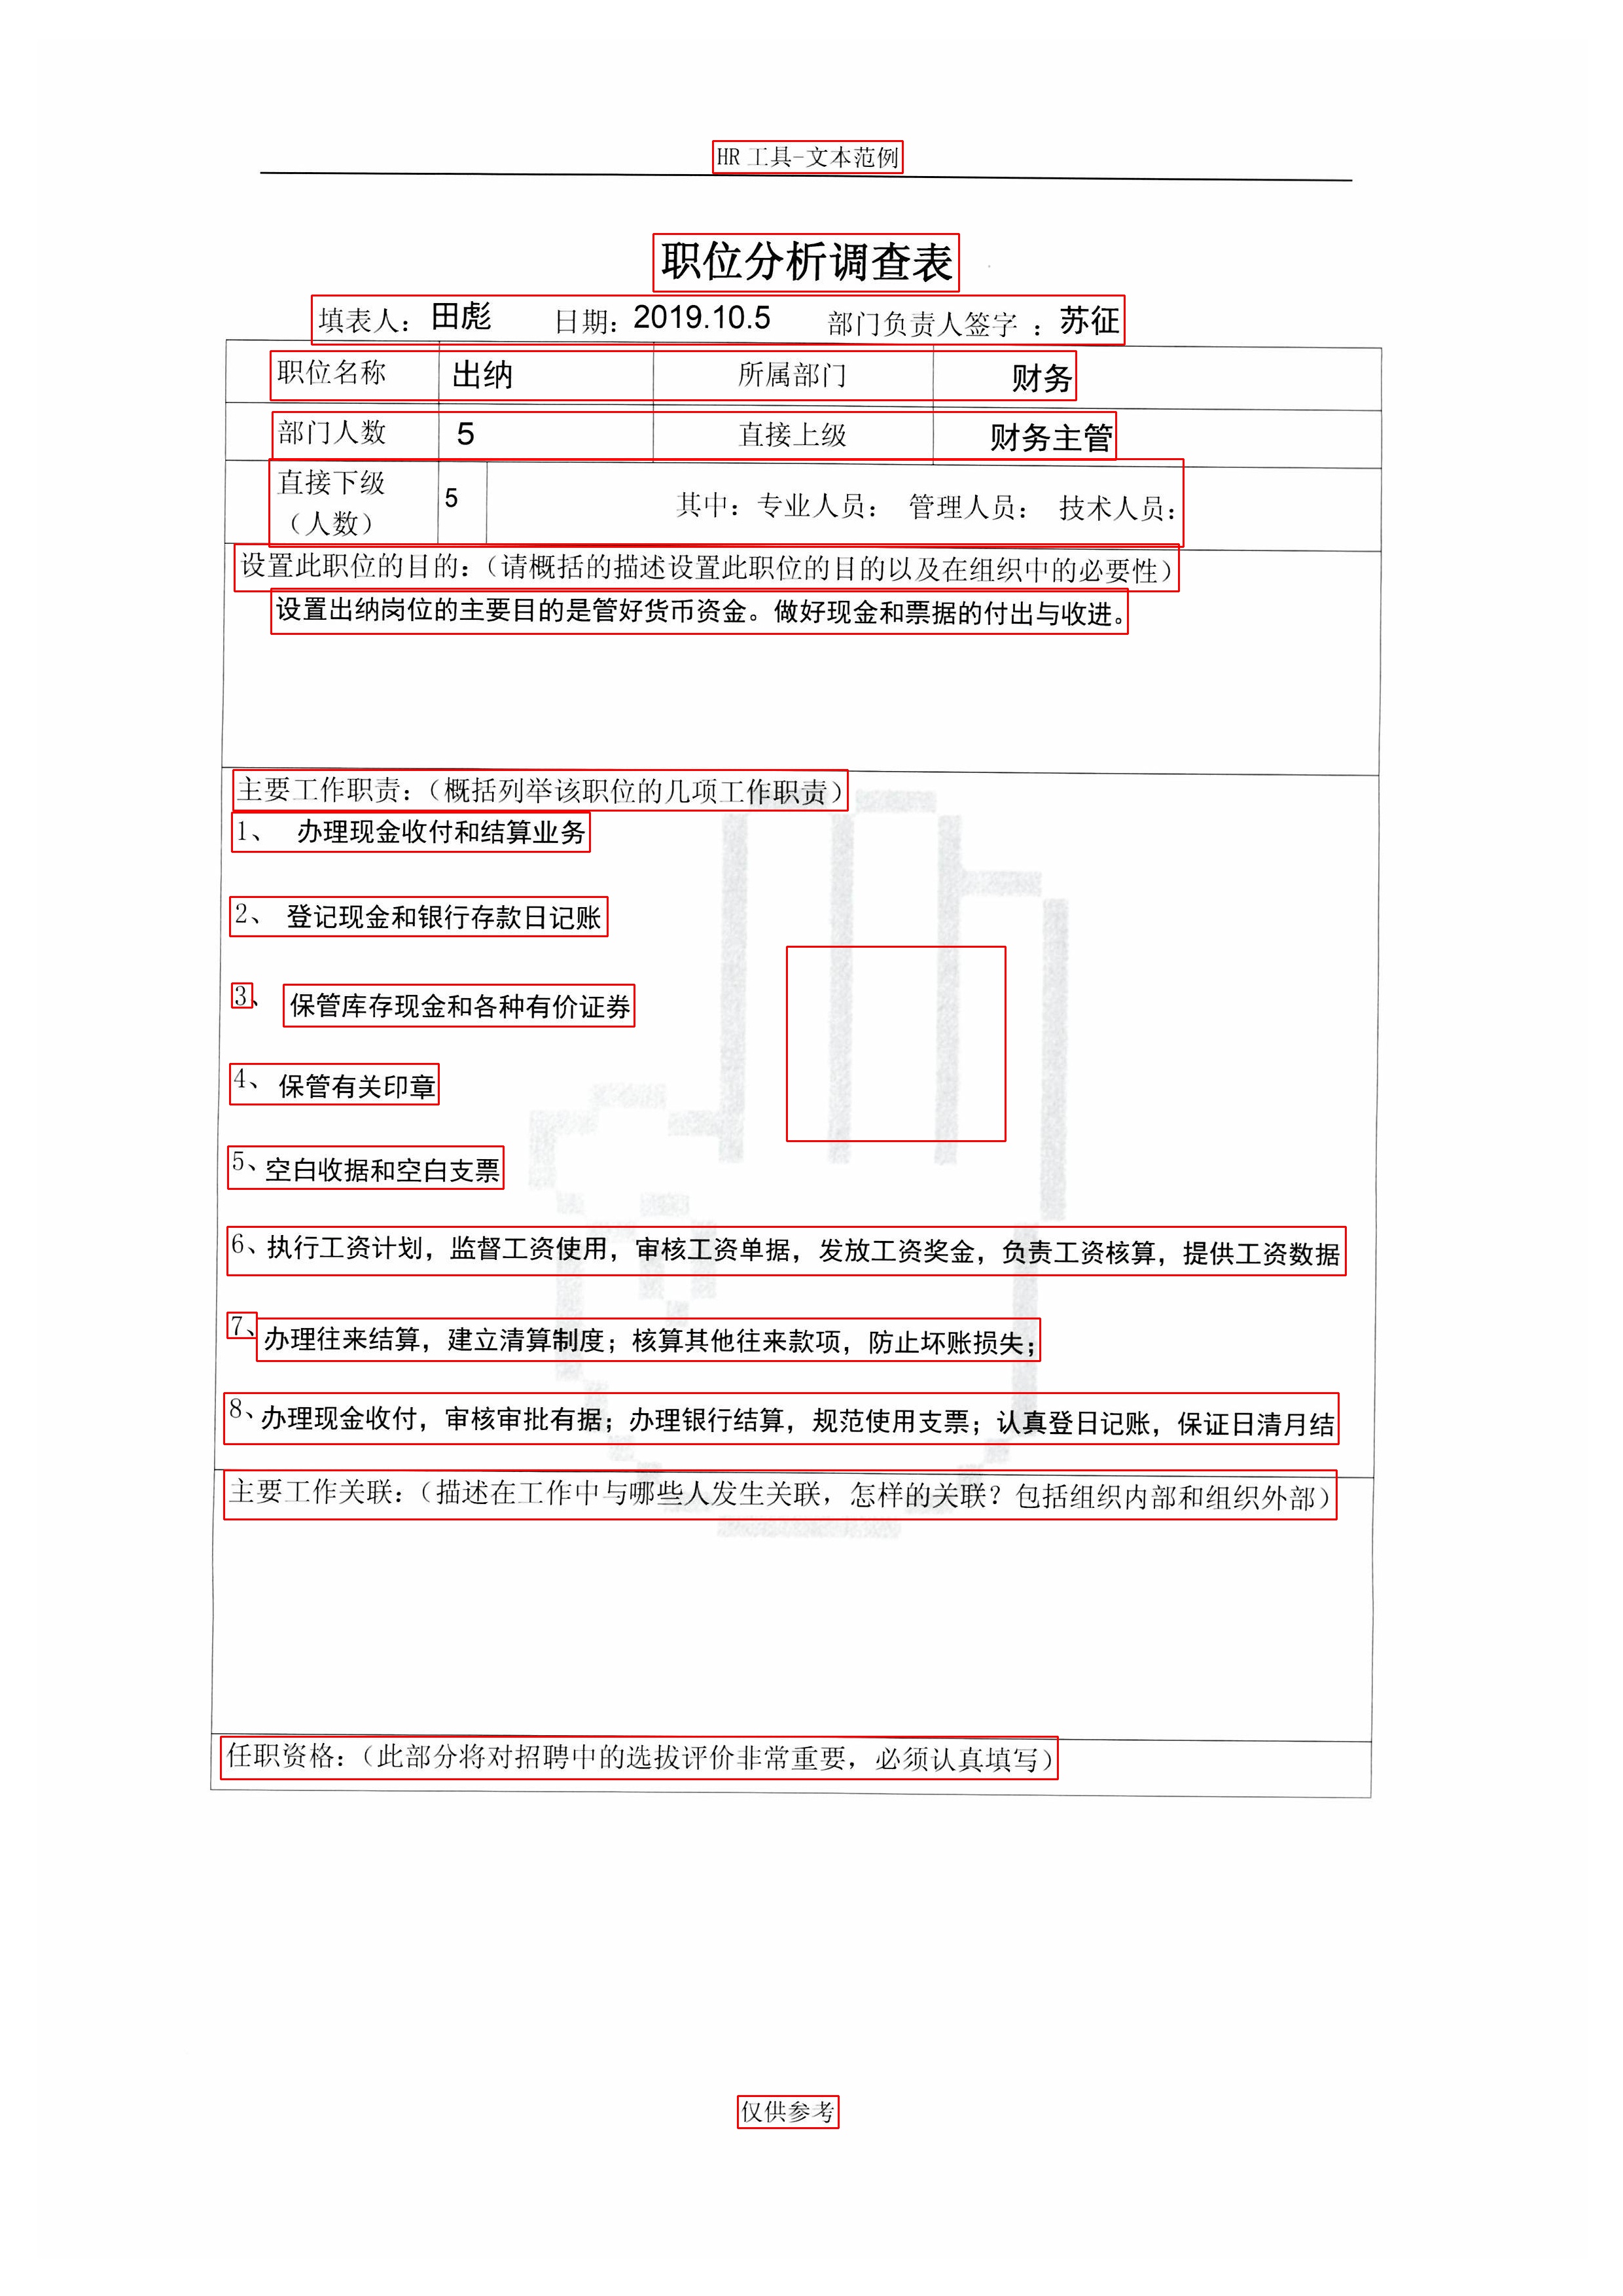 HR 工具-文本范例
职位分析调查表
填表人：田彪 日期：2019.10.5 部门负责人签字 ：苏征
职位名称 出纳 所属部门 财务
部门人数 5 直接上级 财务主管
直接下级
（人数） 5 其中：专业人员： 管理人员： 技术人员：
设置此职位的目的：（请概括的描述设置此职位的目的以及在组织中的必要性）
设置出纳岗位的主要目的是管好货币资金。做好现金和票据的付出与收进。
主要工作职责：（概括列举该职位的几项工作职责）
1、 办理现金收付和结算业务
2、 登记现金和银行存款日记账
3、 保管库存现金和各种有价证券
4、 保管有关印章
5、空白收据和空白支票
6、执行工资计划，监督工资使用，审核工资单据，发放工资奖金，负责工资核算，提供工资数据
7、办理往来结算，建立清算制度；核算其他往来款项，防止坏账损失；
8、办理现金收付，审核审批有据；办理银行结算，规范使用支票；认真登日记账，保证日清月结
主要工作关联：（描述在工作中与哪些人发生关联，怎样的关联？包括组织内部和组织外部）
任职资格：（此部分将对招聘中的选拔评价非常重要，必须认真填写）
仅供参考